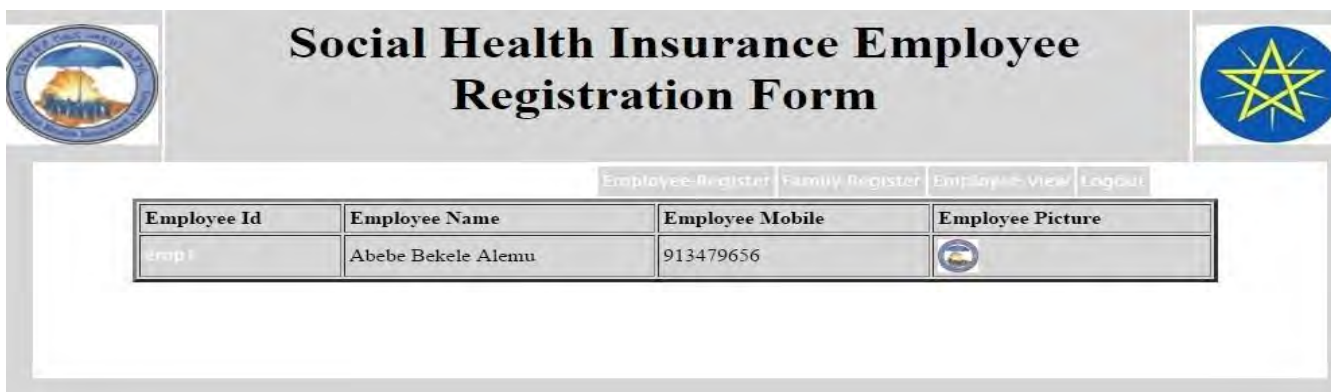 Social Health Insurance Employee
Registration Form
Employee-Register Family-Register Employee-View Logout
Employee Id Employee Name Employee Mobile Employee Picture
emp1 Abebe Bekele Alemu 913479656